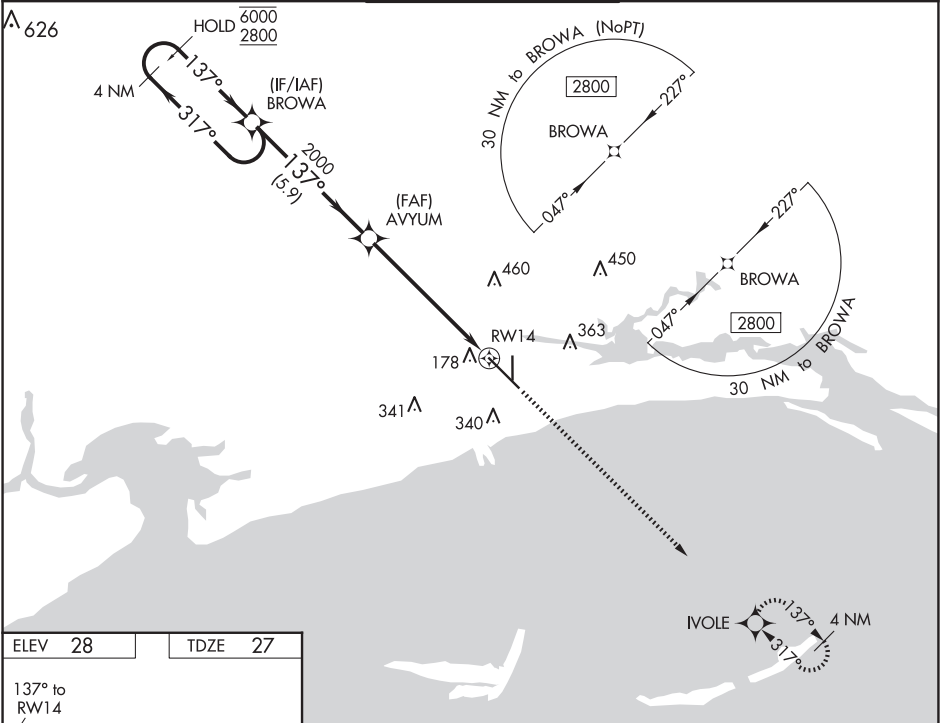 626
HOLD 6000
2800
137°
4 NM
317°
(IF/IAF)
BROWA
2000
137°
(5.9)
(FAF)
AVYUM
30 NM to BROWA (NoPT)
2800
227°
BROWA
047°
227°
BROWA
047°
2800
30 NM to BROWA
460
450
363
RW14
178
341
340
IVOLE
137°
4 NM
317°
ELEV 28
TDZE 27
137° to
RW14